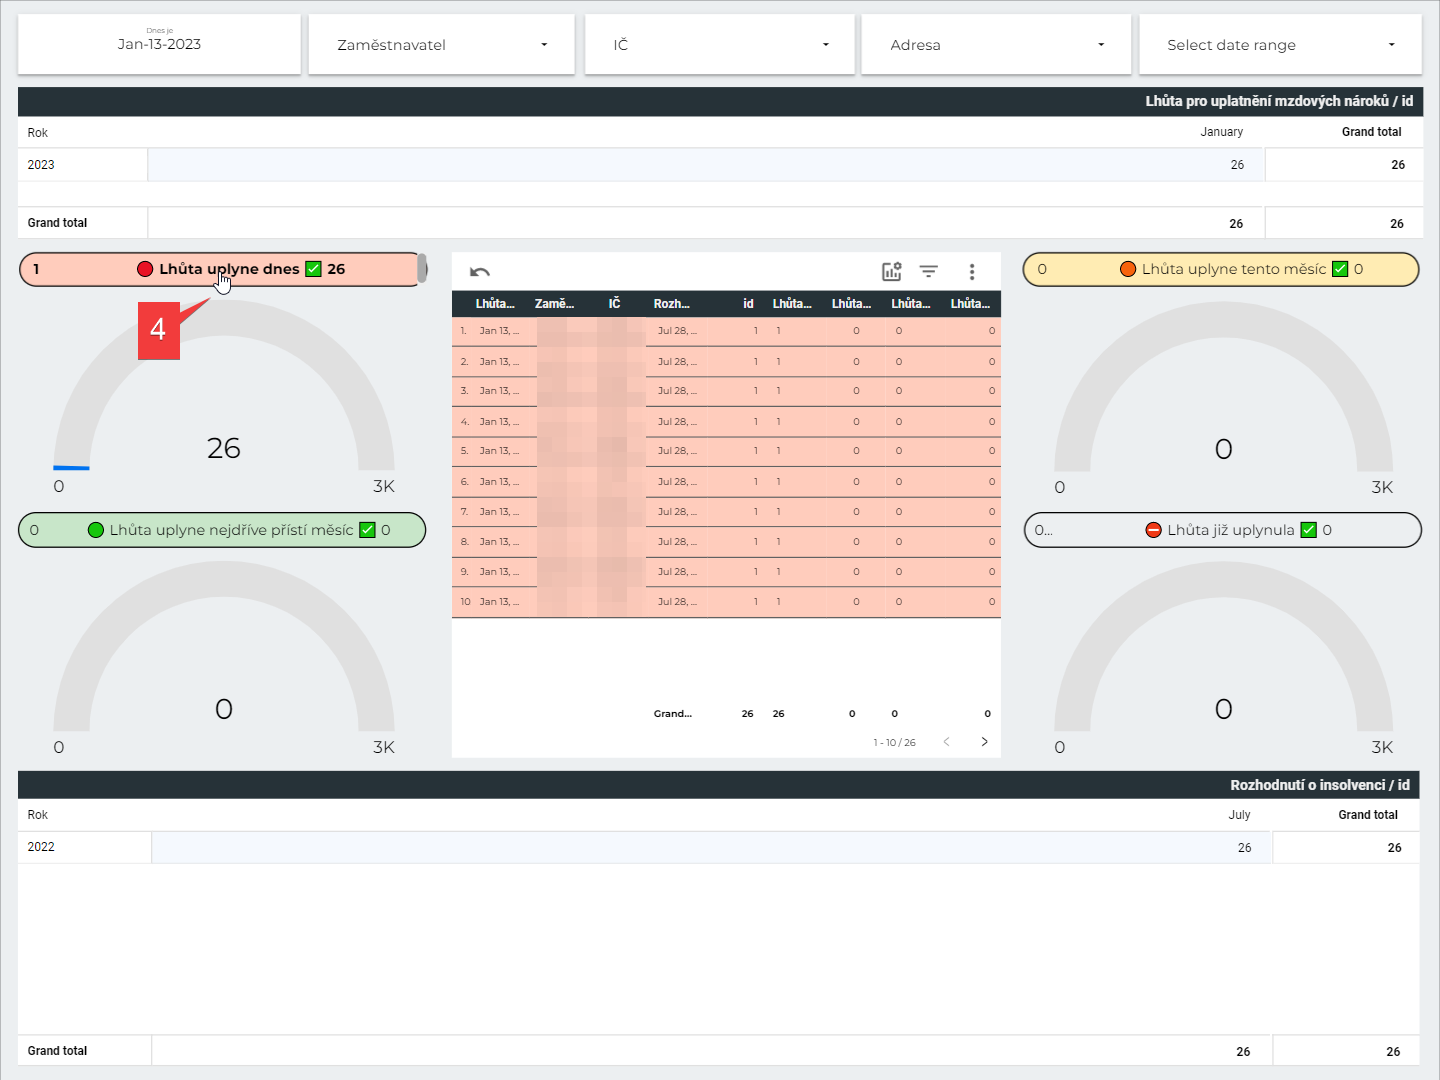 Dnes je
Jan-13-2023
Zaměstnavatel
IČ
Adresa
Select date range
Lhůta pro uplatnění mzdových nároků / id
Rok January Grand total
2023 26 26
Grand total 26 26
1 Lhůta uplyne dnes ✅ 26
4
26
0 3K
0 Lhůta uplyne nejdříve přístí měsíc ✅ 0
0
0 3K
Lhůta... Zamě... IČ Rozh... id Lhůta... Lhůta... Lhůta... Lhůta...
1. Jan 13, ... Jul 28, ... 1 1 0 0 0
2. Jan 13, ... Jul 28, ... 1 1 0 0 0
3. Jan 13, ... Jul 28, ... 1 1 0 0 0
4. Jan 13, ... Jul 28, ... 1 1 0 0 0
5. Jan 13, ... Jul 28, ... 1 1 0 0 0
6. Jan 13, ... Jul 28, ... 1 1 0 0 0
7. Jan 13, ... Jul 28, ... 1 1 0 0 0
8. Jan 13, ... Jul 28, ... 1 1 0 0 0
9. Jan 13, ... Jul 28, ... 1 1 0 0 0
10 Jan 13, ... Jul 28, ... 1 1 0 0 0
Grand... 26 26 0 0 0
1 - 10 / 26
0 Lhůta uplyne tento měsíc ✅ 0
0
0 3K
0... Lhůta již uplynula ✅ 0
0
0 3K
Rozhodnutí o insolvenci / id
Rok July Grand total
2022 26 26
Grand total 26 26